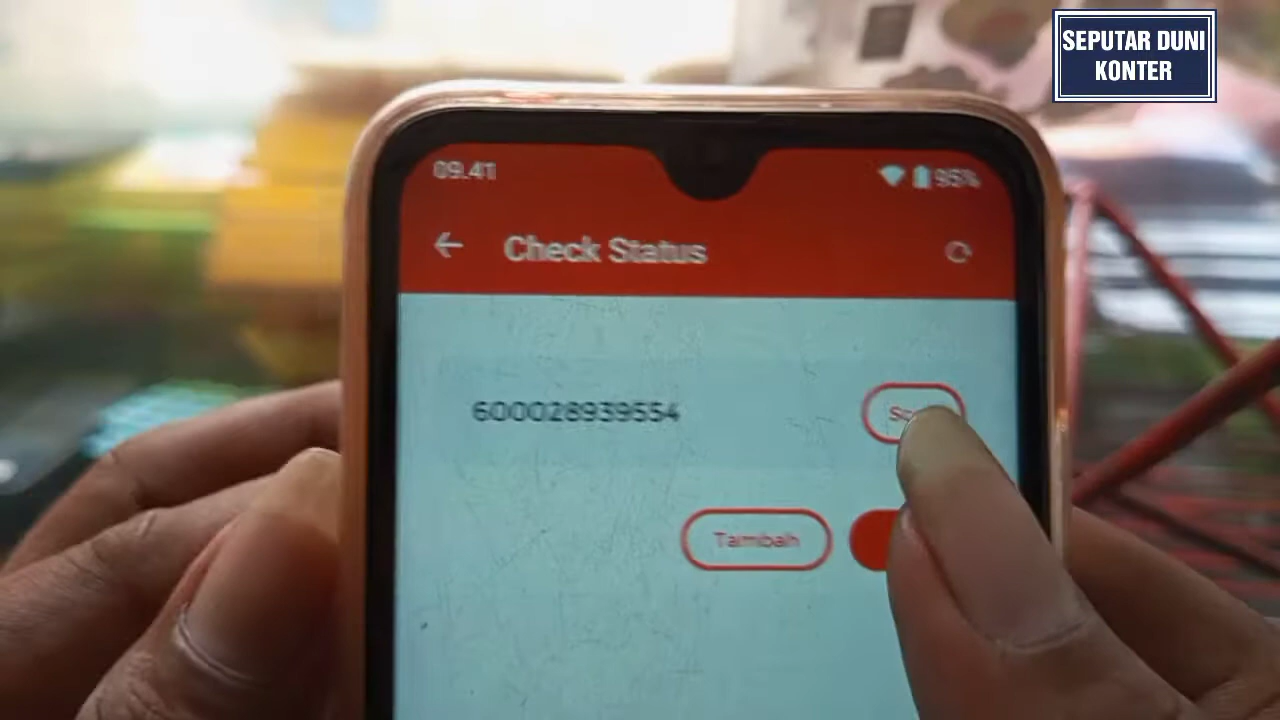 SEPUTAR DUNI
KONTER
09.41
95%
Check Status
600028939554
Tambah